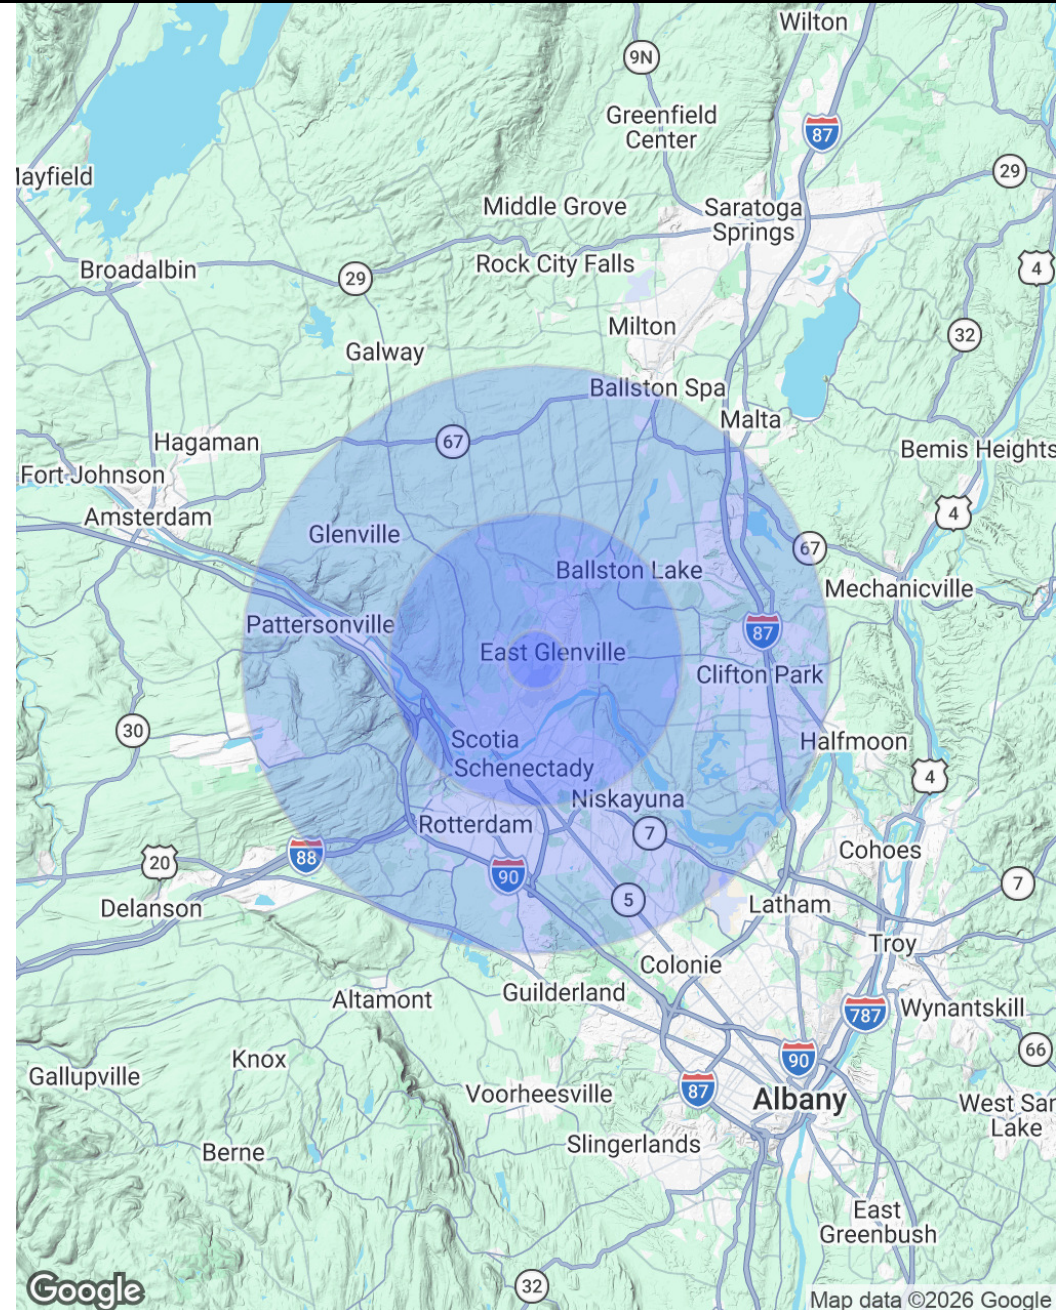 Wilton
9N
Greenfield
Center
87
29
Mayfield
Middle Grove
Saratoga
Springs
Rock City Falls
Broadalbin
29
4
Milton
32
Galway
Ballston Spa
Malta
67
Hagaman
Bemis Heights
Fort Johnson
Amsterdam
4
Glenville
67
Ballston Lake
Mechanicville
Pattersonville
87
East Glenville
Clifton Park
30
Scotia
Halfmoon
Schenectady
4
Niskayuna
Rotterdam
7
Cohoes
88
20
90
7
5
Delanson
Latham
Troy
Colonie
Guilderland
Altamont
787
Wynantskill
Knox
90
66
Gallupville
87
Voorheesville
Albany
West San
Lake
Slingerlands
Berne
East
Greenbush
32
Google
Map data ©2026 Google